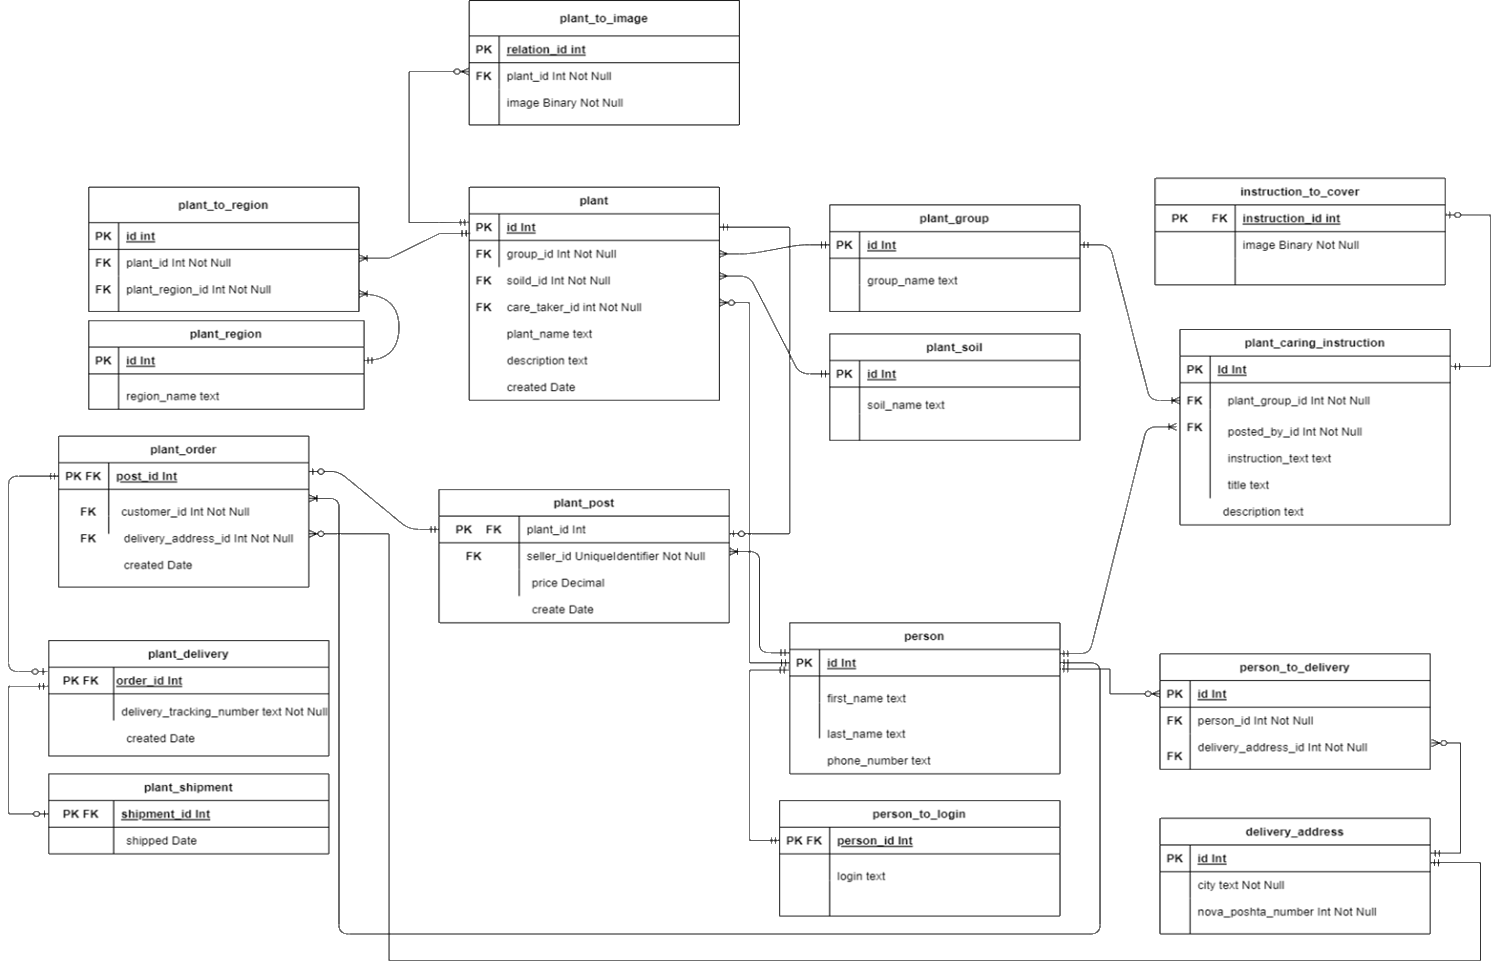 plant_to_image
PK relation_id int
FK plant_id Int Not Null
image Binary Not Null
plant_to_region
PK id int
FK plant_id Int Not Null
FK plant_region_id Int Not Null
plant_region
PK id Int
region_name text
plant
PK id Int
FK group_id Int Not Null
FK soild_id Int Not Null
FK care_taker_id int Not Null
plant_name text
description text
created Date
plant_group
PK id Int
group_name text
plant_soil
PK id Int
soil_name text
instruction_to_cover
PK FK instruction_id int
image Binary Not Null
plant_caring_instruction
PK Id Int
FK plant_group_id Int Not Null
FK posted_by_id Int Not Null
instruction_text text
title text
description text
plant_order
PK FK post_id Int
FK customer_id Int Not Null
FK delivery_address_id Int Not Null
created Date
plant_post
PK FK plant_id Int
FK seller_id UniqueIdentifier Not Null
price Decimal
create Date
plant_delivery
PK FK order_id Int
delivery_tracking_number text Not Null
created Date
plant_shipment
PK FK shipment_id Int
shipped Date
person
PK id Int
first_name text
last_name text
phone_number text
person_to_login
PK FK person_id Int
login text
person_to_delivery
PK id Int
FK person_id Int Not Null
FK delivery_address_id Int Not Null
delivery_address
PK id Int
city text Not Null
nova_poshta_number Int Not Null